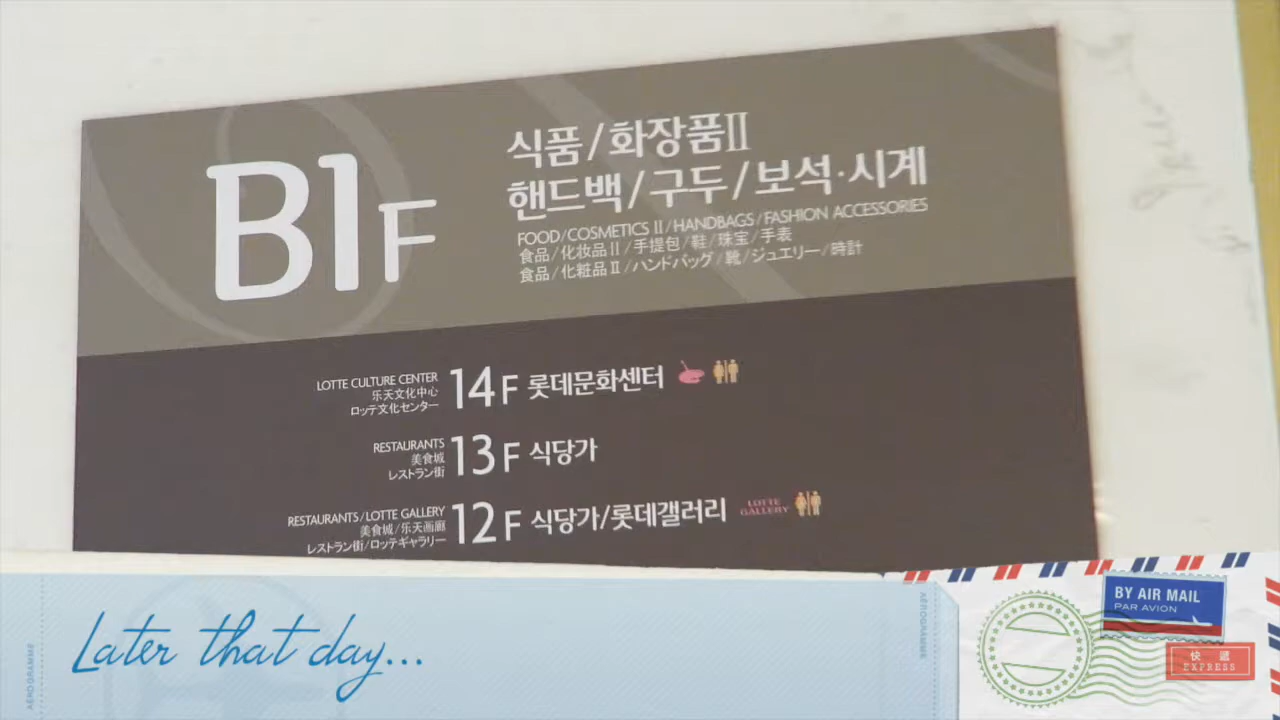 B1F
식품/화장품Ⅱ
핸드백/구두/보석·시계
FOOD/COSMETICS Ⅱ/HANDBAGS/FASHION ACCESSORIES
食品/化妆品Ⅱ/手提包/鞋/珠宝/手表
食品/化粧品Ⅱ/ハンドバッグ/靴/ジュエリー/時計
LOTTE CULTURE CENTER
乐天文化中心
ロッテ文化センター
14F 롯데문화센터
RESTAURANTS
美食城
レストラン街
13F 식당가
RESTAURANTS/LOTTE GALLERY
美食城/乐天画廊
レストラン街/ロッテギャラリー
12F 식당가/롯데갤러리
LOTTE
GALLERY
Later that day...
AEROGRAMME
AEROGRAMME
BY AIR MAIL
PAR AVION
快 遞
EXPRESS